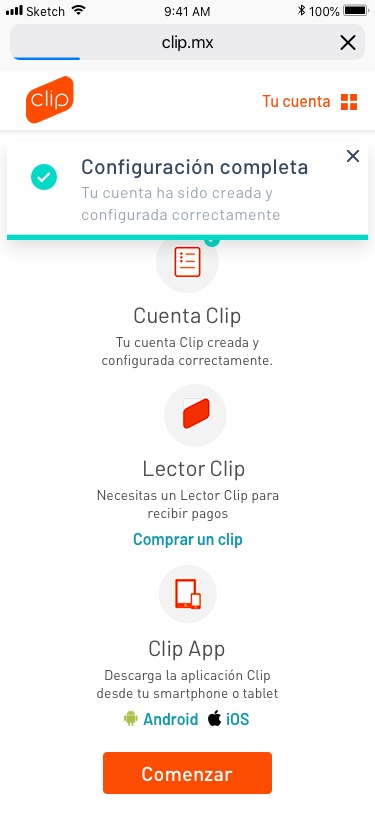 Sketch
9:41 AM
100%
clip.mx
clip
Tu cuenta
Configuración completa
Tu cuenta ha sido creada y
configurada correctamente
Cuenta Clip
Tu cuenta Clip creada y
configurada correctamente.
Lector Clip
Necesitas un Lector Clip para
recibir pagos
Comprar un clip
Clip App
Descarga la aplicación Clip
desde tu smartphone o tablet
Android iOS
Comenzar